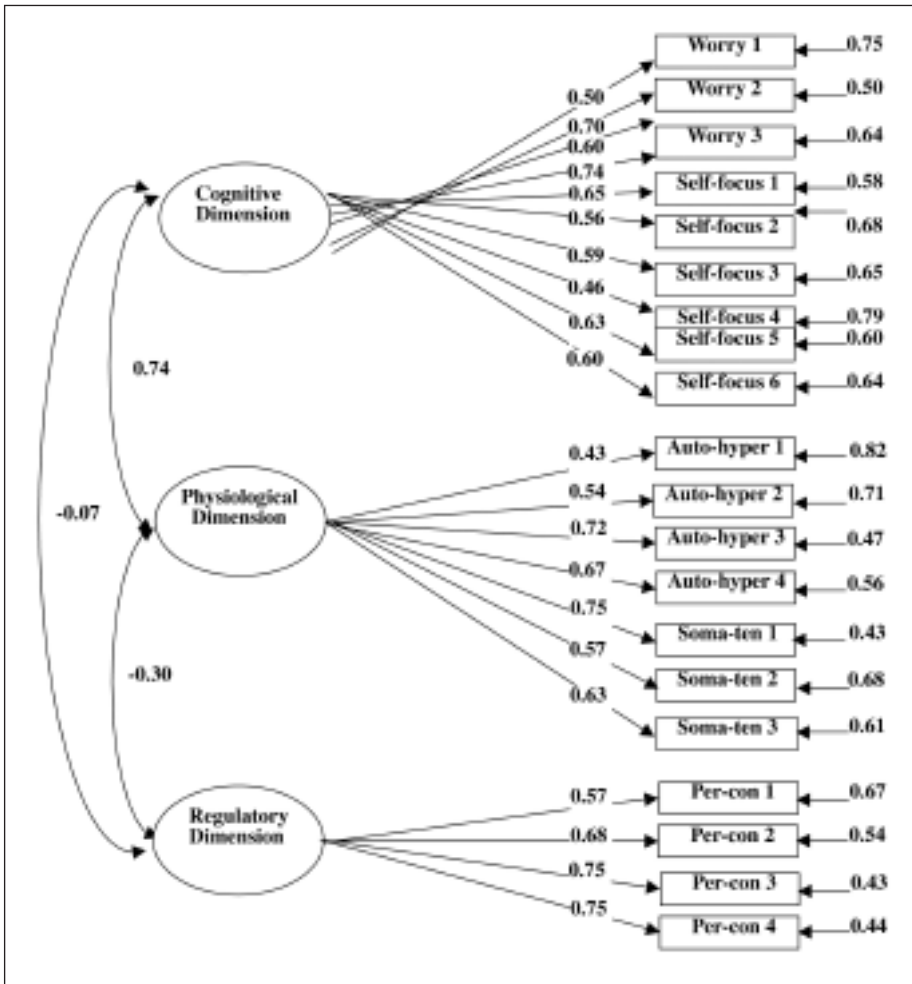 Worry 1
0.75
0.50
Worry 2
0.50
0.70
0.60
Worry 3
0.64
0.74
Cognitive
Dimension
0.65
Self-focus 1
0.58
0.56
Self-focus 2
0.68
0.59
Self-focus 3
0.65
0.46
Self-focus 4
0.79
0.63
Self-focus 5
0.60
0.60
Self-focus 6
0.64
0.74
0.43
Auto-hyper 1
0.82
Physiological
Dimension
0.54
Auto-hyper 2
0.71
-0.07
0.72
Auto-hyper 3
0.47
0.67
Auto-hyper 4
0.56
0.75
Soma-ten 1
0.43
0.57
Soma-ten 2
0.68
-0.30
0.63
Soma-ten 3
0.61
Regulatory
Dimension
0.57
Per-con 1
0.67
0.68
Per-con 2
0.54
0.75
Per-con 3
0.43
0.75
Per-con 4
0.44